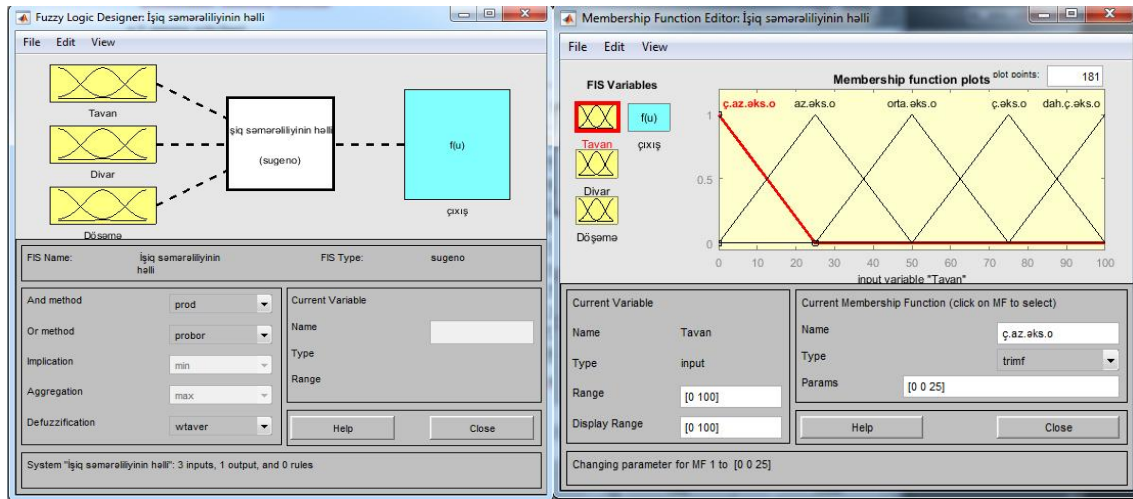 Fuzzy Logic Designer: İşiq səmərəliliyinin həlli
File Edit View
Tavan
Divar
Döşəmə
şiq səmərəliliyinin həlli
(sugeno)
f(u)
çıxış
FIS Name: İşiq səmərəliliyinin həlli FIS Type: sugeno
And method prod
Or method probor
Implication min
Aggregation max
Defuzzification wtaver
Current Variable
Name
Type
Range
Help Close
System "İşiq səmərəliliyinin həlli": 3 inputs, 1 output, and 0 rules
Membership Function Editor: İşiq səmərəliliyinin həlli
File Edit View
FIS Variables
Tavan
f(u)
çıxış
Divar
Döşəmə
Membership function plots plot points: 181
ç.az.əks.o az.əks.o orta.əks.o ç.əks.o dah.ç.əks.o
1
0.5
0
0 10 20 30 40 50 60 70 80 90 100
input variable "Tavan"
Current Variable
Name Tavan
Type input
Range [0 100]
Display Range [0 100]
Current Membership Function (click on MF to select)
Name ç.az.əks.o
Type trimf
Params [0 0 25]
Help Close
Changing parameter for MF 1 to [0 0 25]